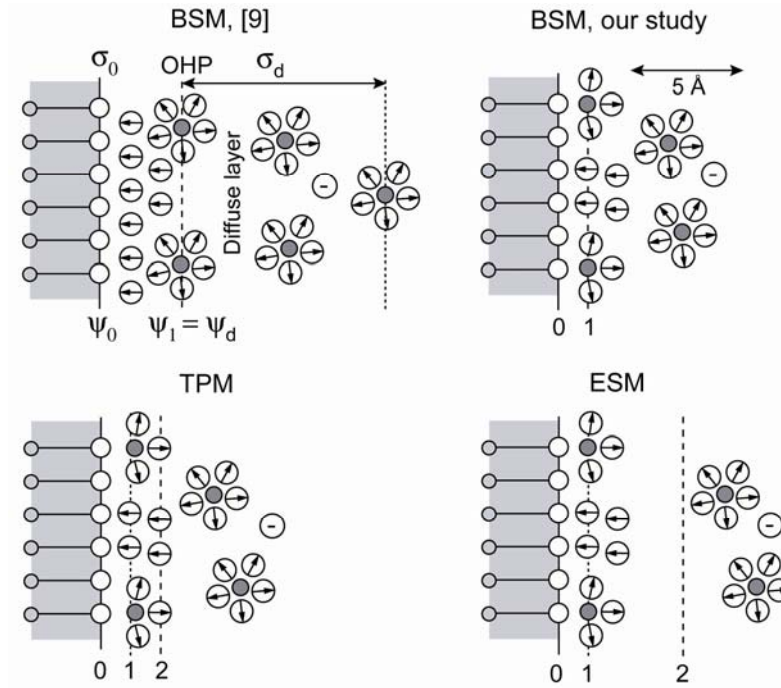 BSM, [9]
σ0
OHP
σd
Diffuse layer
-
ψ0
ψ1 = ψd
BSM, our study
5 Å
-
0 1
TPM
-
0 1 2
ESM
-
0 1 2